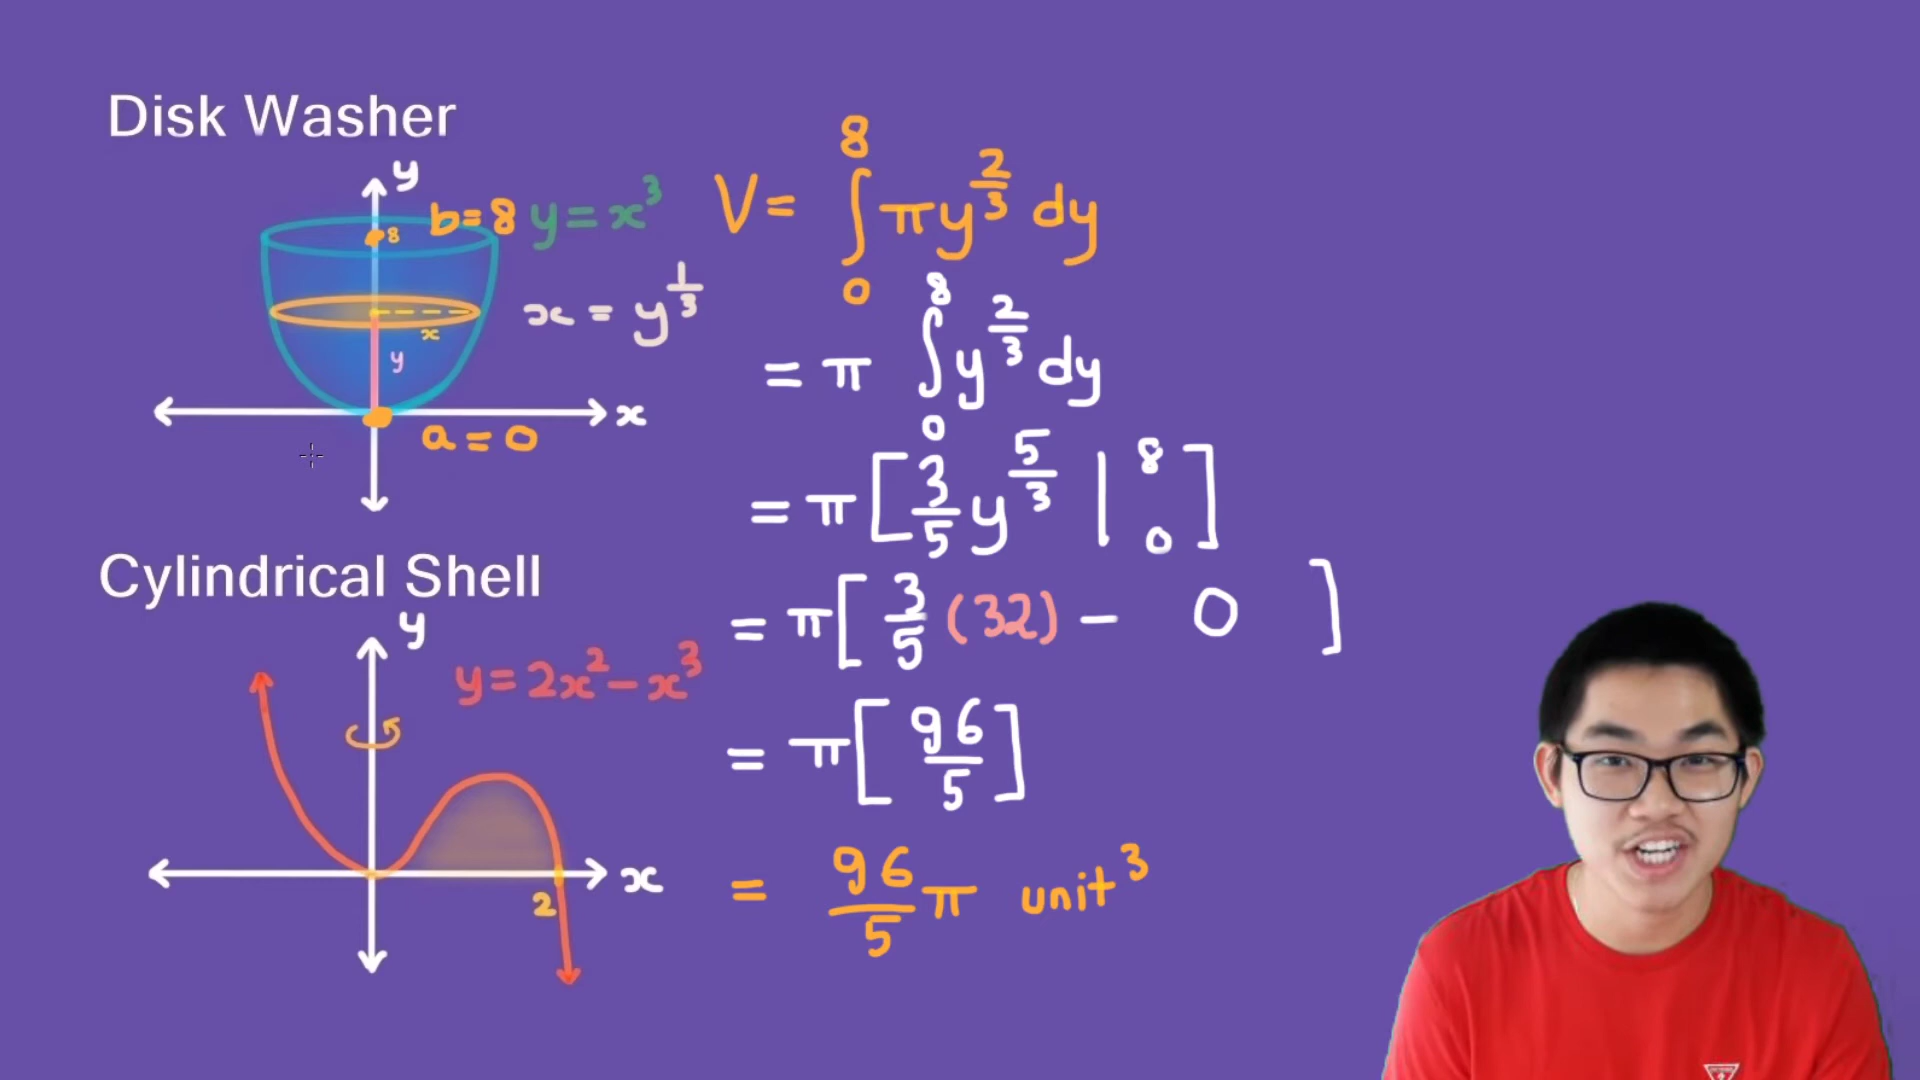 Disk Washer
y
b=8 y=x³
8
x = y^(1/3)
x
y
x
a=0
V= ∫₀⁸ πy^(2/3) dy
= π ∫₀⁸ y^(2/3) dy
= π[3/5 y^(5/3) | 8 0]
= π[3/5 (32) - 0]
= π[96/5]
= 96/5 π unit³
Cylindrical Shell
y
y=2x²-x³
x
2